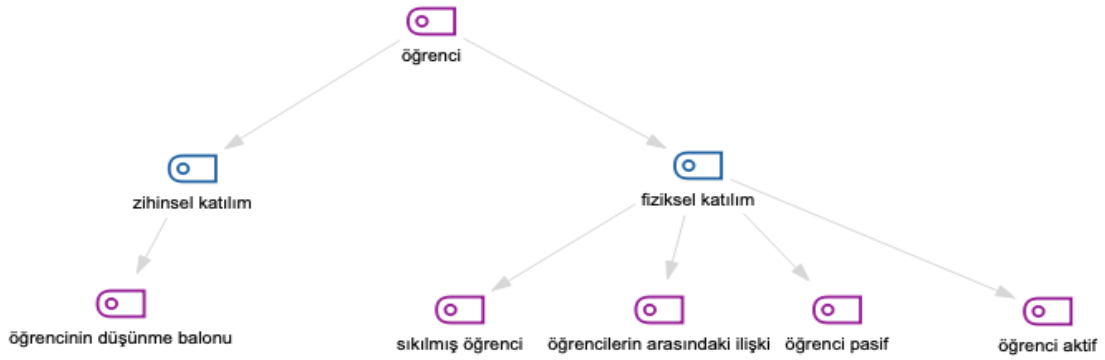 öğrenci
zihinsel katılım
fiziksel katılım
öğrencinin düşünme balonu
sıkılmış öğrenci
öğrencilerin arasındaki ilişki
öğrenci pasif
öğrenci aktif